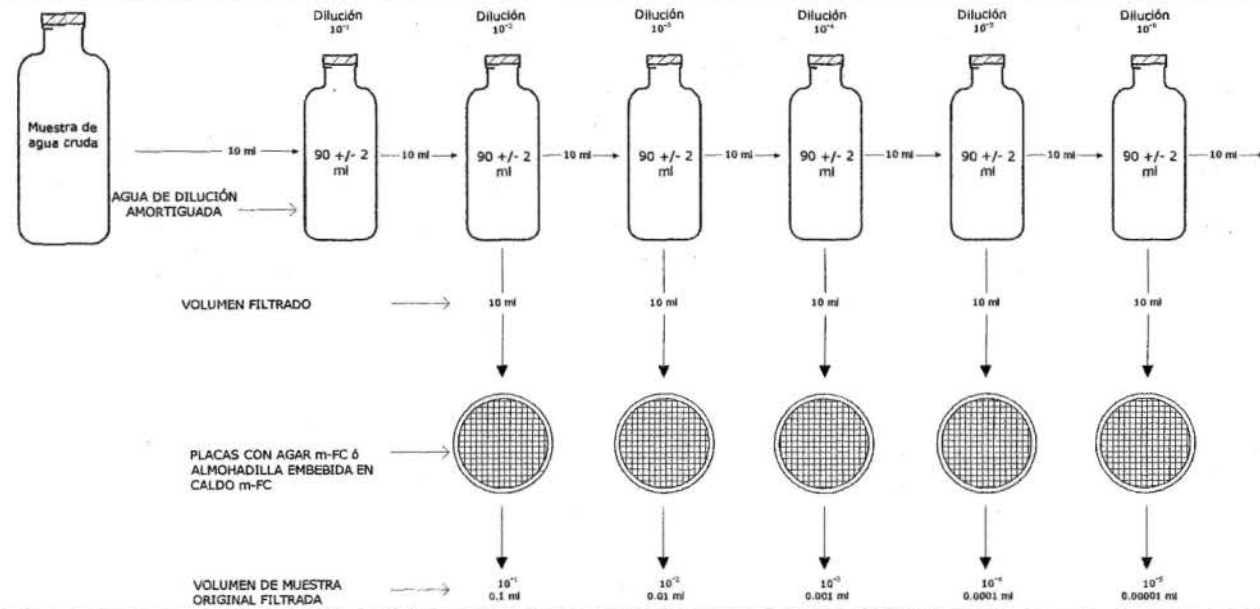 Dilución
10⁻¹
Dilución
10⁻²
Dilución
10⁻³
Dilución
10⁻⁴
Dilución
10⁻⁵
Dilución
10⁻⁶
Muestra de
agua cruda
10 ml
90 +/- 2
ml
10 ml
90 +/- 2
ml
10 ml
90 +/- 2
ml
10 ml
90 +/- 2
ml
10 ml
90 +/- 2
ml
10 ml
90 +/- 2
ml
10 ml
AGUA DE DILUCIÓN
AMORTIGUADA
VOLUMEN FILTRADO
10 ml
10 ml
10 ml
10 ml
10 ml
PLACAS CON AGAR m-FC ó
ALMOHADILLA EMBEBIDA EN
CALDO m-FC
VOLUMEN DE MUESTRA
ORIGINAL FILTRADA
10⁻¹
0.1 ml
10⁻²
0.01 ml
10⁻³
0.001 ml
10⁻⁴
0.0001 ml
10⁻⁵
0.00001 ml